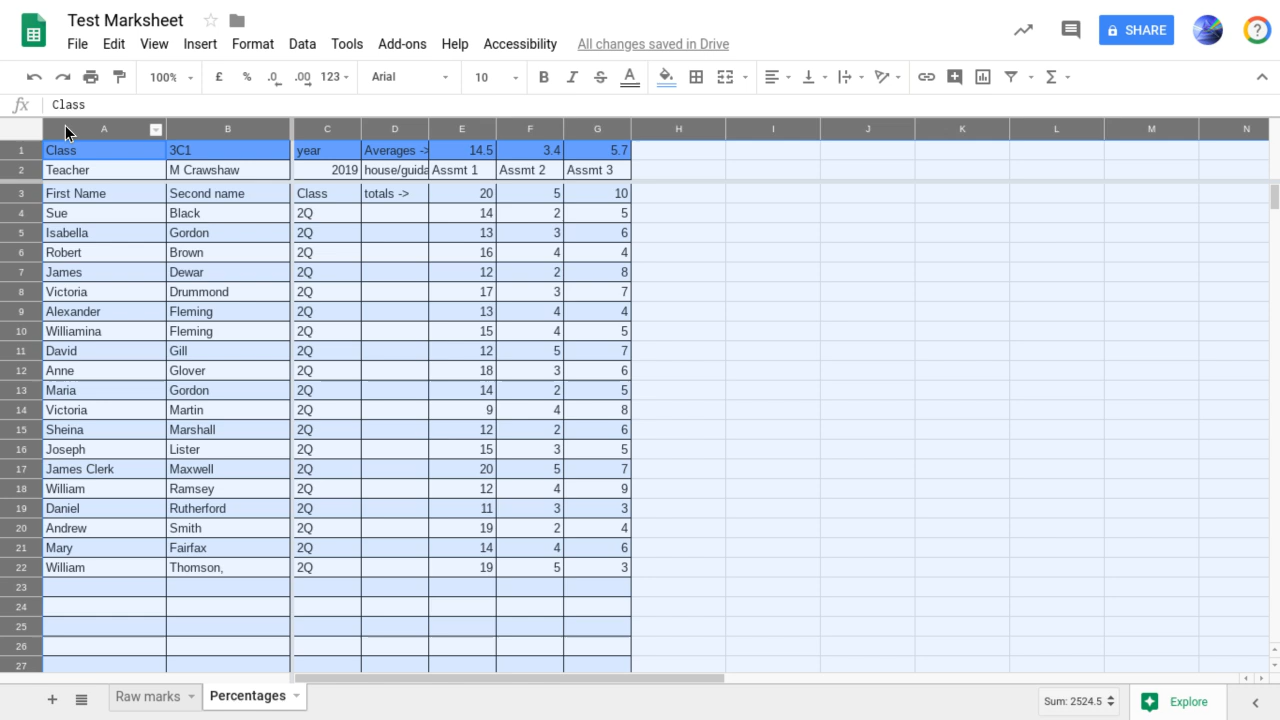 Test Marksheet
File Edit View Insert Format Data Tools Add-ons Help Accessibility All changes saved in Drive
SHARE
100% £ % .0 .00 123 Arial 10 B I S A
fx Class
A B C D E F G H I J K L M N
1 Class 3C1 year Averages -> 14.5 3.4 5.7
2 Teacher M Crawshaw 2019 house/guida Assmt 1 Assmt 2 Assmt 3
3 First Name Second name Class totals -> 20 5 10
4 Sue Black 2Q 14 2 5
5 Isabella Gordon 2Q 13 3 6
6 Robert Brown 2Q 16 4 4
7 James Dewar 2Q 12 2 8
8 Victoria Drummond 2Q 17 3 7
9 Alexander Fleming 2Q 13 4 4
10 Williamina Fleming 2Q 15 4 5
11 David Gill 2Q 12 5 7
12 Anne Glover 2Q 18 3 6
13 Maria Gordon 2Q 14 2 5
14 Victoria Martin 2Q 9 4 8
15 Sheina Marshall 2Q 12 2 6
16 Joseph Lister 2Q 15 3 5
17 James Clerk Maxwell 2Q 20 5 7
18 William Ramsey 2Q 12 4 9
19 Daniel Rutherford 2Q 11 3 3
20 Andrew Smith 2Q 19 2 4
21 Mary Fairfax 2Q 14 4 6
22 William Thomson, 2Q 19 5 3
23
24
25
26
27
Raw marks Percentages Sum: 2524.5 Explore